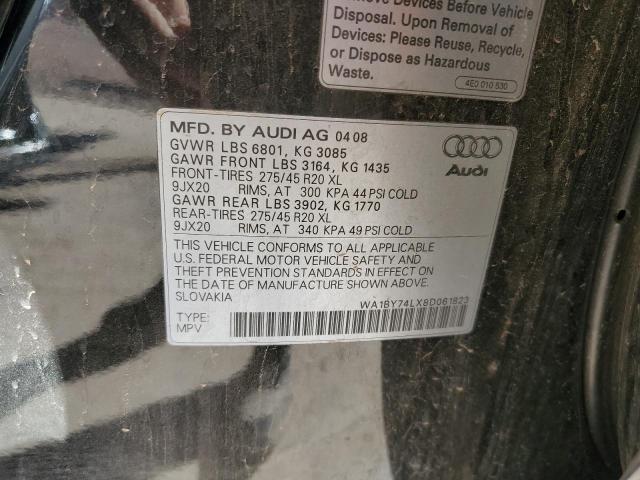 Remove Devices Before Vehicle
Disposal. Upon Removal of
Devices: Please Reuse, Recycle,
or Dispose as Hazardous
Waste.
4E0 010 530
MFD. BY AUDI AG 04 08
GVWR LBS 6801, KG 3085
GAWR FRONT LBS 3164, KG 1435
FRONT-TIRES 275/45 R20 XL
9JX20 RIMS, AT 300 KPA 44 PSI COLD
GAWR REAR LBS 3902, KG 1770
REAR-TIRES 275/45 R20 XL
9JX20 RIMS, AT 340 KPA 49 PSI COLD
Audi
THIS VEHICLE CONFORMS TO ALL APPLICABLE
U.S. FEDERAL MOTOR VEHICLE SAFETY AND
THEFT PREVENTION STANDARDS IN EFFECT ON
THE DATE OF MANUFACTURE SHOWN ABOVE.
SLOVAKIA
WA1BY74LX8D061823
TYPE:
MPV